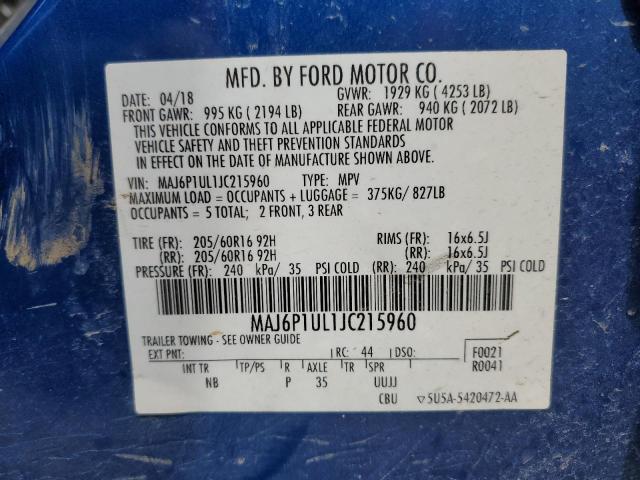 MFD. BY FORD MOTOR CO.
DATE: 04/18 GVWR: 1929 KG ( 4253 LB)
FRONT GAWR: 995 KG ( 2194 LB) REAR GAWR: 940 KG ( 2072 LB)
THIS VEHICLE CONFORMS TO ALL APPLICABLE FEDERAL MOTOR
VEHICLE SAFETY AND THEFT PREVENTION STANDARDS
IN EFFECT ON THE DATE OF MANUFACTURE SHOWN ABOVE.
VIN: MAJ6P1UL1JC215960 TYPE: MPV
MAXIMUM LOAD = OCCUPANTS + LUGGAGE = 375KG/ 827LB
OCCUPANTS = 5 TOTAL; 2 FRONT, 3 REAR
TIRE (FR): 205/60R16 92H RIMS (FR): 16x6.5J
(RR): 205/60R16 92H (RR): 16x6.5J
PRESSURE (FR): 240 kPa/ 35 PSI COLD (RR): 240 kPa/ 35 PSI COLD
MAJ6P1UL1JC215960
TRAILER TOWING - SEE OWNER GUIDE
EXT PNT: RC: 44 DSO: F0021
R0041
INT TR TP/PS R AXLE TR SPR
NB P 35 UUJJ
CBU ▽5U5A-5420472-AA